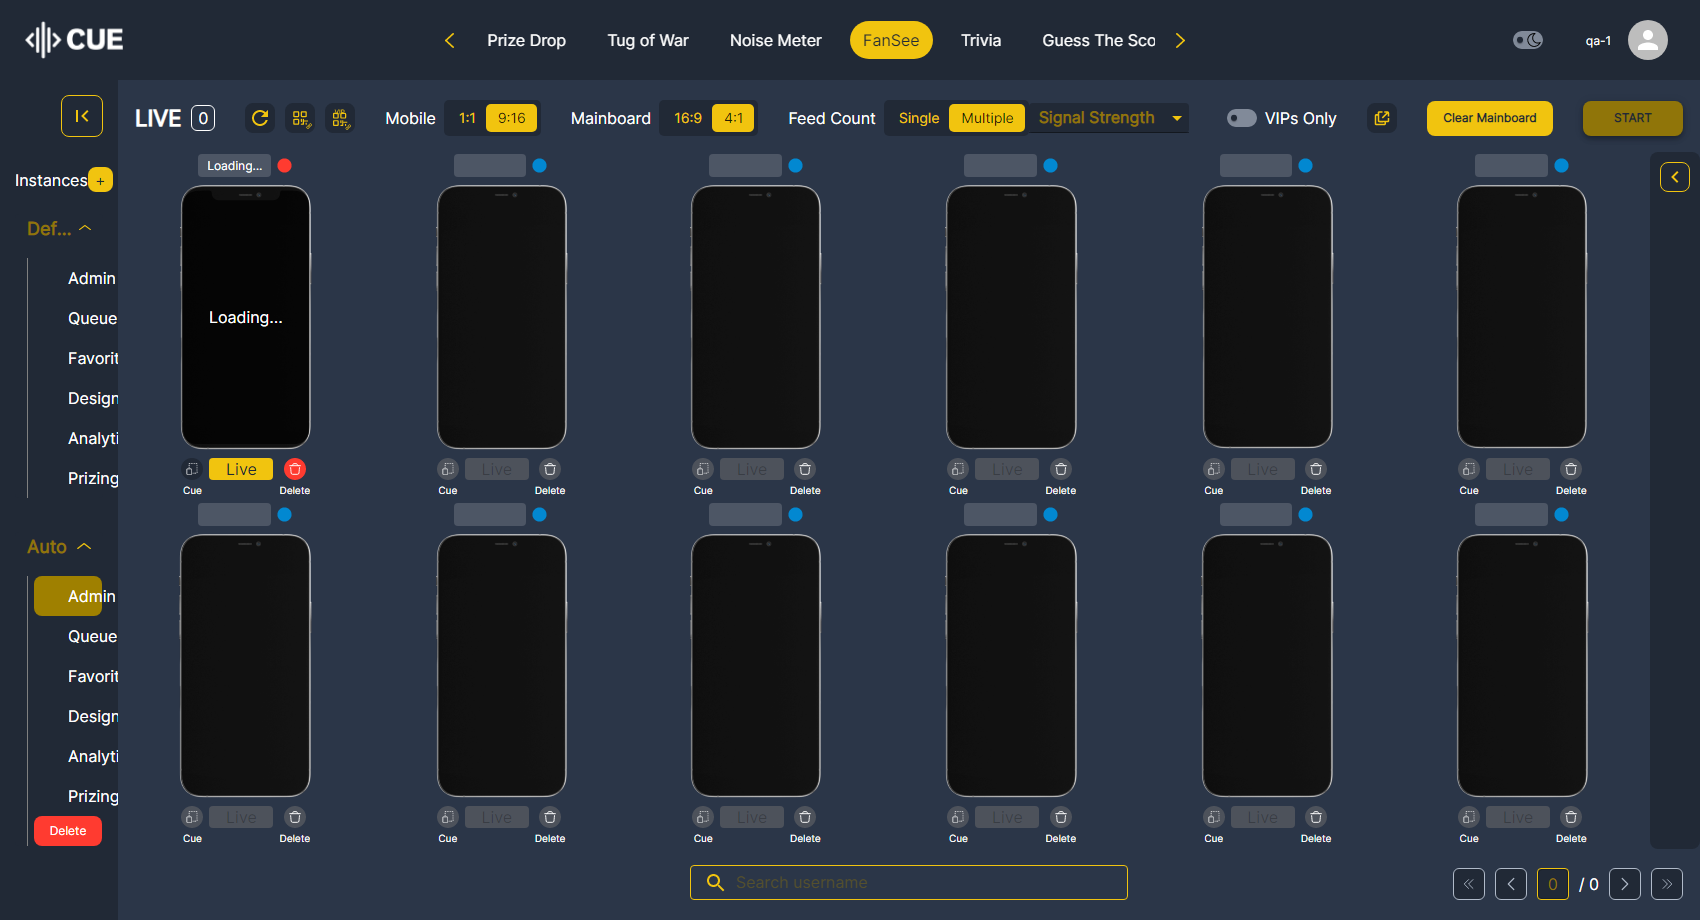 CUE
Prize Drop
Tug of War
Noise Meter
FanSee
Trivia
Guess The Sco
qa-1
LIVE 0
Mobile 1:1 9:16
Mainboard 16:9 4:1
Feed Count Single Multiple
Signal Strength
VIPs Only
Clear Mainboard
START
Instances +
Def...
Admin
Queue
Favorit
Design
Analyti
Prizing
Auto
Admin
Queue
Favorit
Design
Analyti
Prizing
Delete
Loading...
Loading...
Live Live Live Live Live Live
Cue Delete Cue Delete Cue Delete Cue Delete Cue Delete Cue Delete
Live Live Live Live Live Live
Cue Delete Cue Delete Cue Delete Cue Delete Cue Delete Cue Delete
Search username
0 / 0